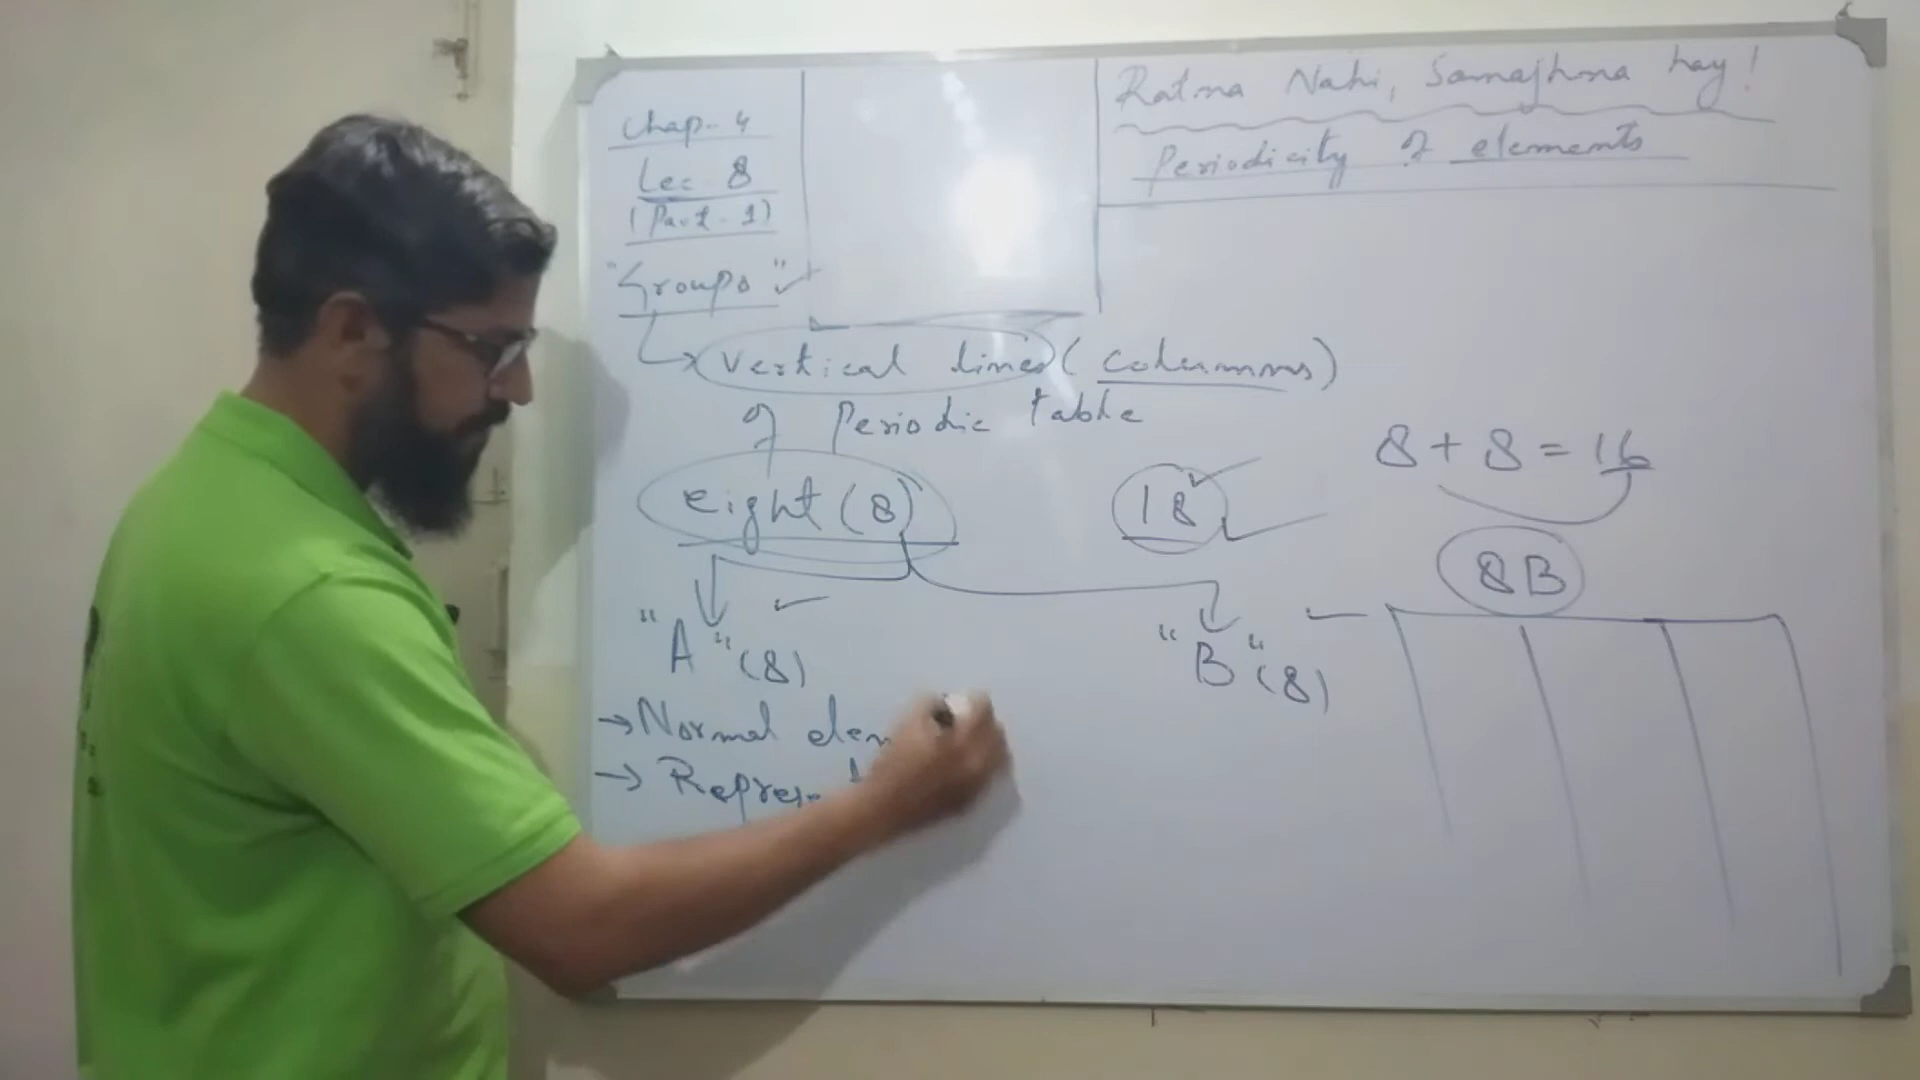 Chap-4
Lec-8
(Part-1)
"Groups"
Ratna Nahi, Samajhna hay!
Periodicity of elements
vertical lines (columns)
of Periodic table
eight (8)
18
8+8=16
8B
"A" (8)
"B" (8)
→Normal elem
→ Represe